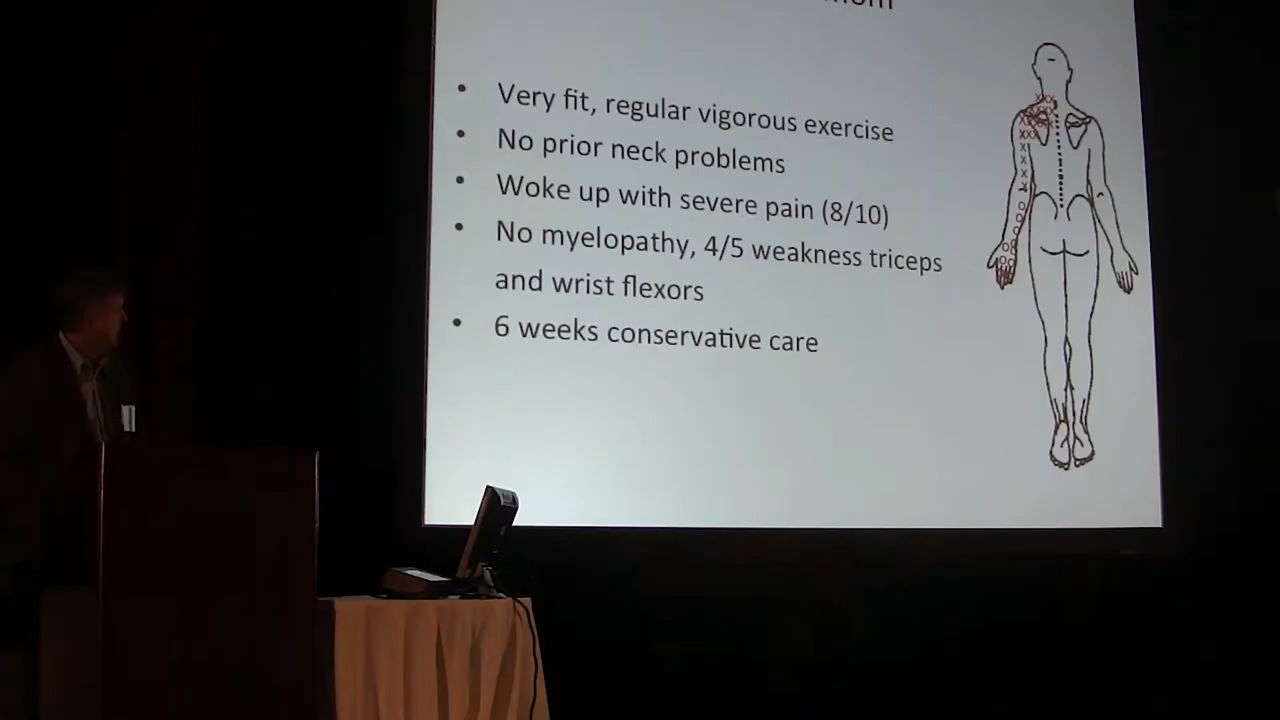 • Very fit, regular vigorous exercise
• No prior neck problems
• Woke up with severe pain (8/10)
• No myelopathy, 4/5 weakness triceps
and wrist flexors
• 6 weeks conservative care